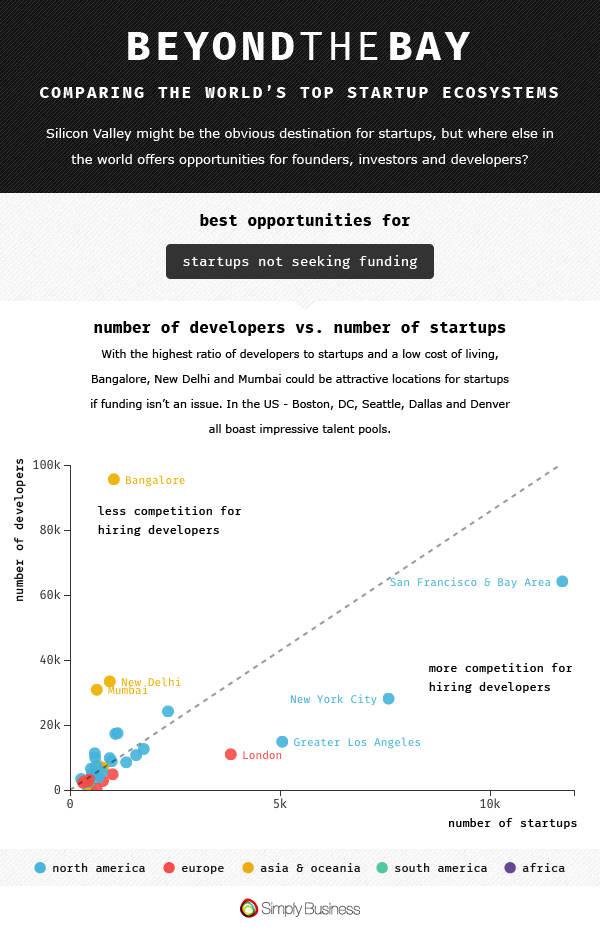 BEYONDTHEBAY
COMPARING THE WORLD'S TOP STARTUP ECOSYSTEMS
Silicon Valley might be the obvious destination for startups, but where else in
the world offers opportunities for founders, investors and developers?
best opportunities for
startups not seeking funding
number of developers vs. number of startups
With the highest ratio of developers to startups and a low cost of living,
Bangalore, New Delhi and Mumbai could be attractive locations for startups
if funding isn't an issue. In the US - Boston, DC, Seattle, Dallas and Denver
all boast impressive talent pools.
number of developers
100k
80k
60k
40k
20k
0
Bangalore
less competition for
hiring developers
San Francisco & Bay Area
more competition for
hiring developers
New Delhi
Mumbai
New York City
Greater Los Angeles
London
0
5k
10k
number of startups
north america
europe
asia & oceania
south america
africa
Simply Business